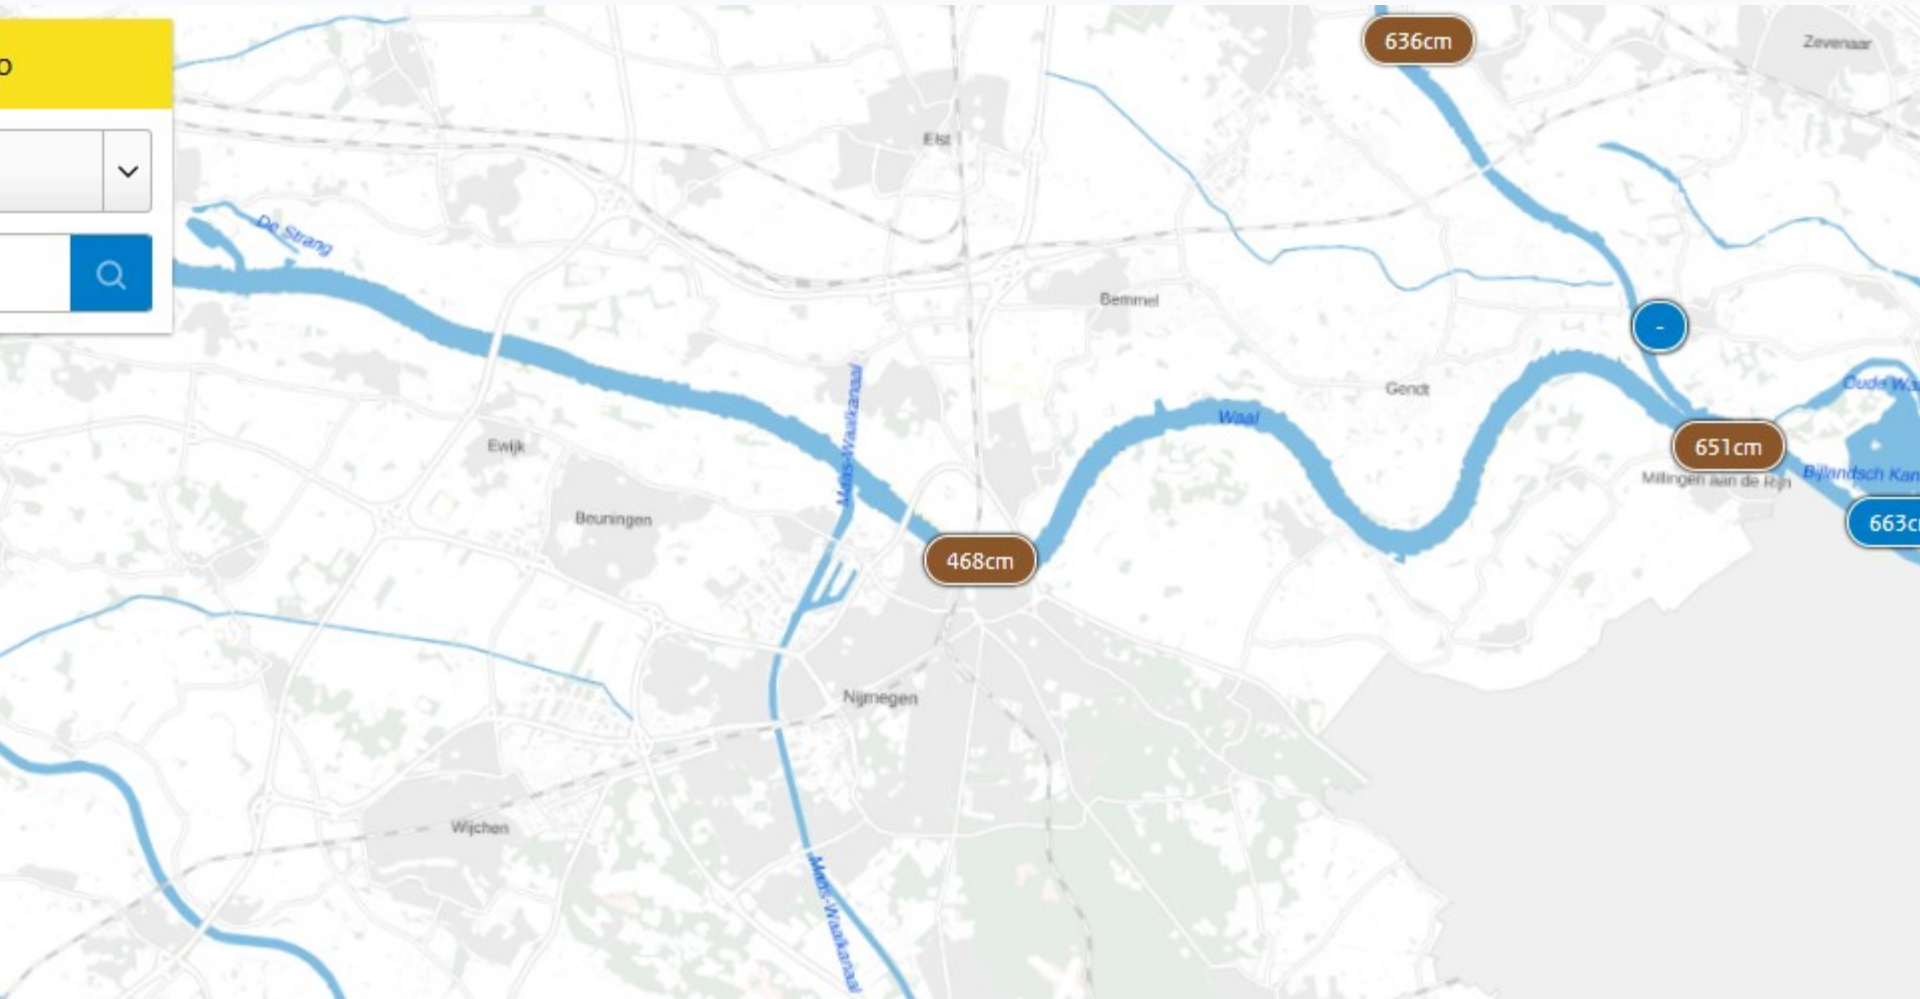 636cm
Zevenaar
o
Elst
De Strang
Bemmel
-
Maas-Waalkanaal
Waal
Gendt
Oude Wa
651cm
Ewijk
Millingen aan de Rijn
Bijlandsch Kan
Beuningen
663c
468cm
Nijmegen
Wijchen
Maas-Waalkanaal